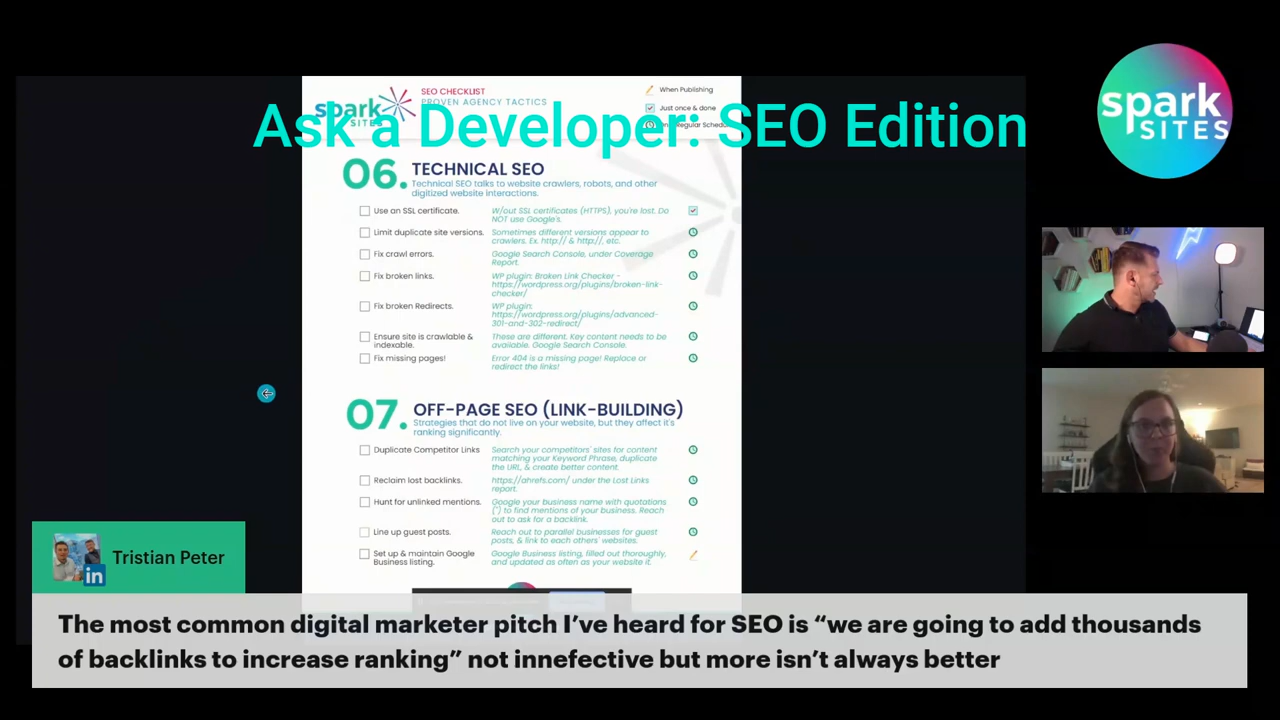 Ask a Developer: SEO Edition
spark
SITES
spark
SITES
SEO CHECKLIST
PROVEN AGENCY TACTICS
When Publishing
Just once & done
06. TECHNICAL SEO
Technical SEO talks to website crawlers, robots, and other
digitized website interactions.
Use an SSL certificate.
W/out SSL certificates (HTTPS), you're lost. Do
NOT use Google's.
Limit duplicate site versions.
Sometimes different versions appear to
crawlers. Ex. http:// & http://, etc.
Fix crawl errors.
Google Search Console, under Coverage
Report.
Fix broken links.
WP plugin: Broken Link Checker -
https://wordpress.org/plugins/broken-link-
checker/
Fix broken Redirects.
WP plugin:
https://wordpress.org/plugins/advanced-
301-and-302-redirect/
Ensure site is crawlable &
indexable.
These are different. Key content needs to be
available. Google Search Console.
Fix missing pages!
Error 404 is a missing page! Replace or
redirect the links!
07. OFF-PAGE SEO (LINK-BUILDING)
Strategies that do not live on your website, but they affect it's
ranking significantly.
Duplicate Competitor Links
Search your competitors' sites for content
matching your Keyword Phrase, duplicate
the URL, & create better content.
Reclaim lost backlinks.
https://ahrefs.com/ under the Lost Links
report.
Hunt for unlinked mentions.
Google your business name with quotations
(") to find mentions of your business. Reach
out to ask for a backlink.
Line up guest posts.
Reach out to parallel businesses for guest
posts, & link to each others' websites.
Set up & maintain Google
Business listing.
Google Business listing, filled out thoroughly,
and updated as often as your website it.
Tristian Peter
in
The most common digital marketer pitch I've heard for SEO is “we are going to add thousands
of backlinks to increase ranking” not innefective but more isn't always better